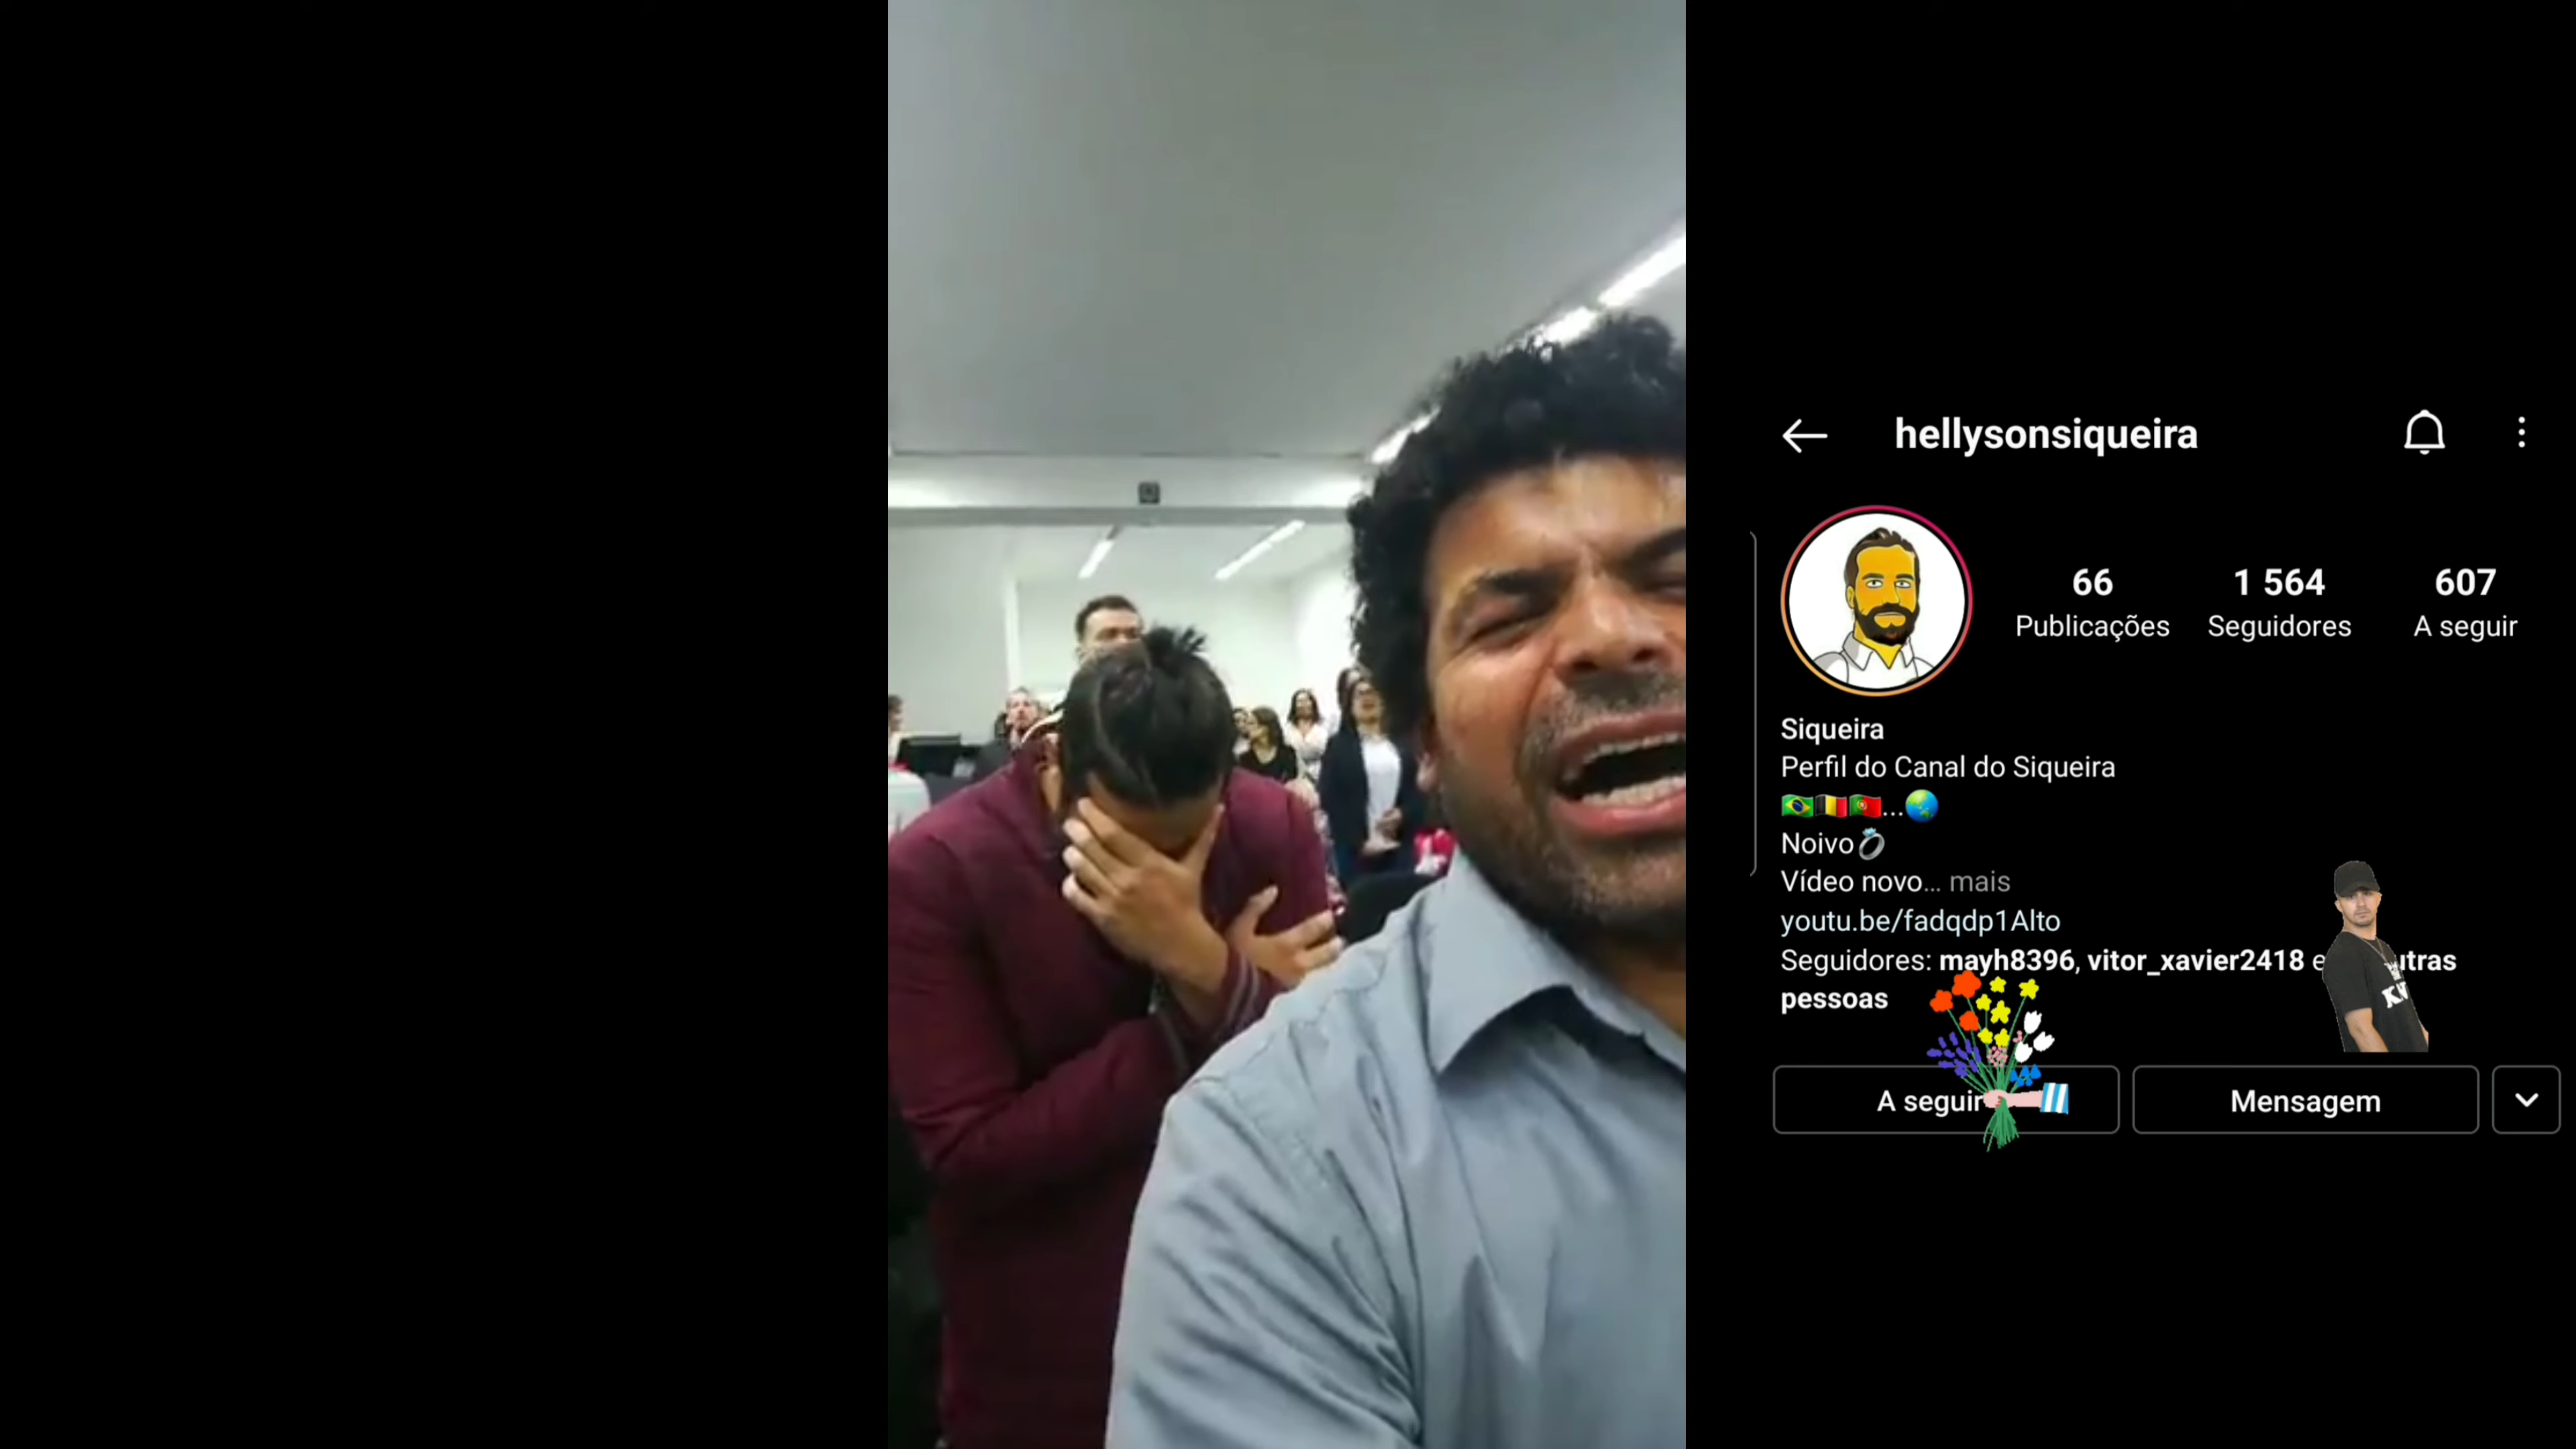 hellysonsiqueira
66
Publicações
1 564
Seguidores
607
A seguir
Siqueira
Perfil do Canal do Siqueira
🇧🇷🇧🇪🇵🇹...🌏
Noivo💍
Vídeo novo... mais
youtu.be/fadqdp1Alto
Seguidores: mayh8396, vitor_xavier2418 e
pessoas
A seguir
Mensagem